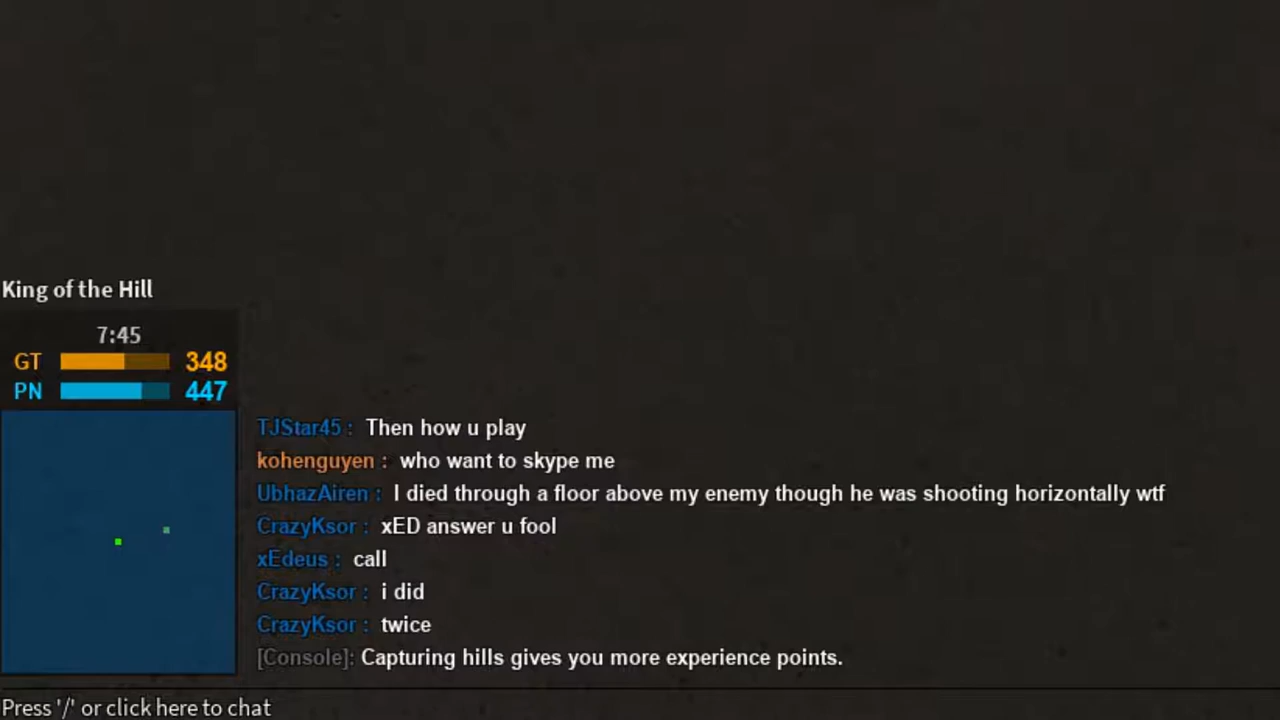 King of the Hill
7:45
GT 348
PN 447
TJStar45 : Then how u play
kohenguyen : who want to skype me
UbhazAiren : I died through a floor above my enemy though he was shooting horizontally wtf
CrazyKsor : xED answer u fool
xEdeus : call
CrazyKsor : i did
CrazyKsor : twice
[Console]: Capturing hills gives you more experience points.
Press '/' or click here to chat